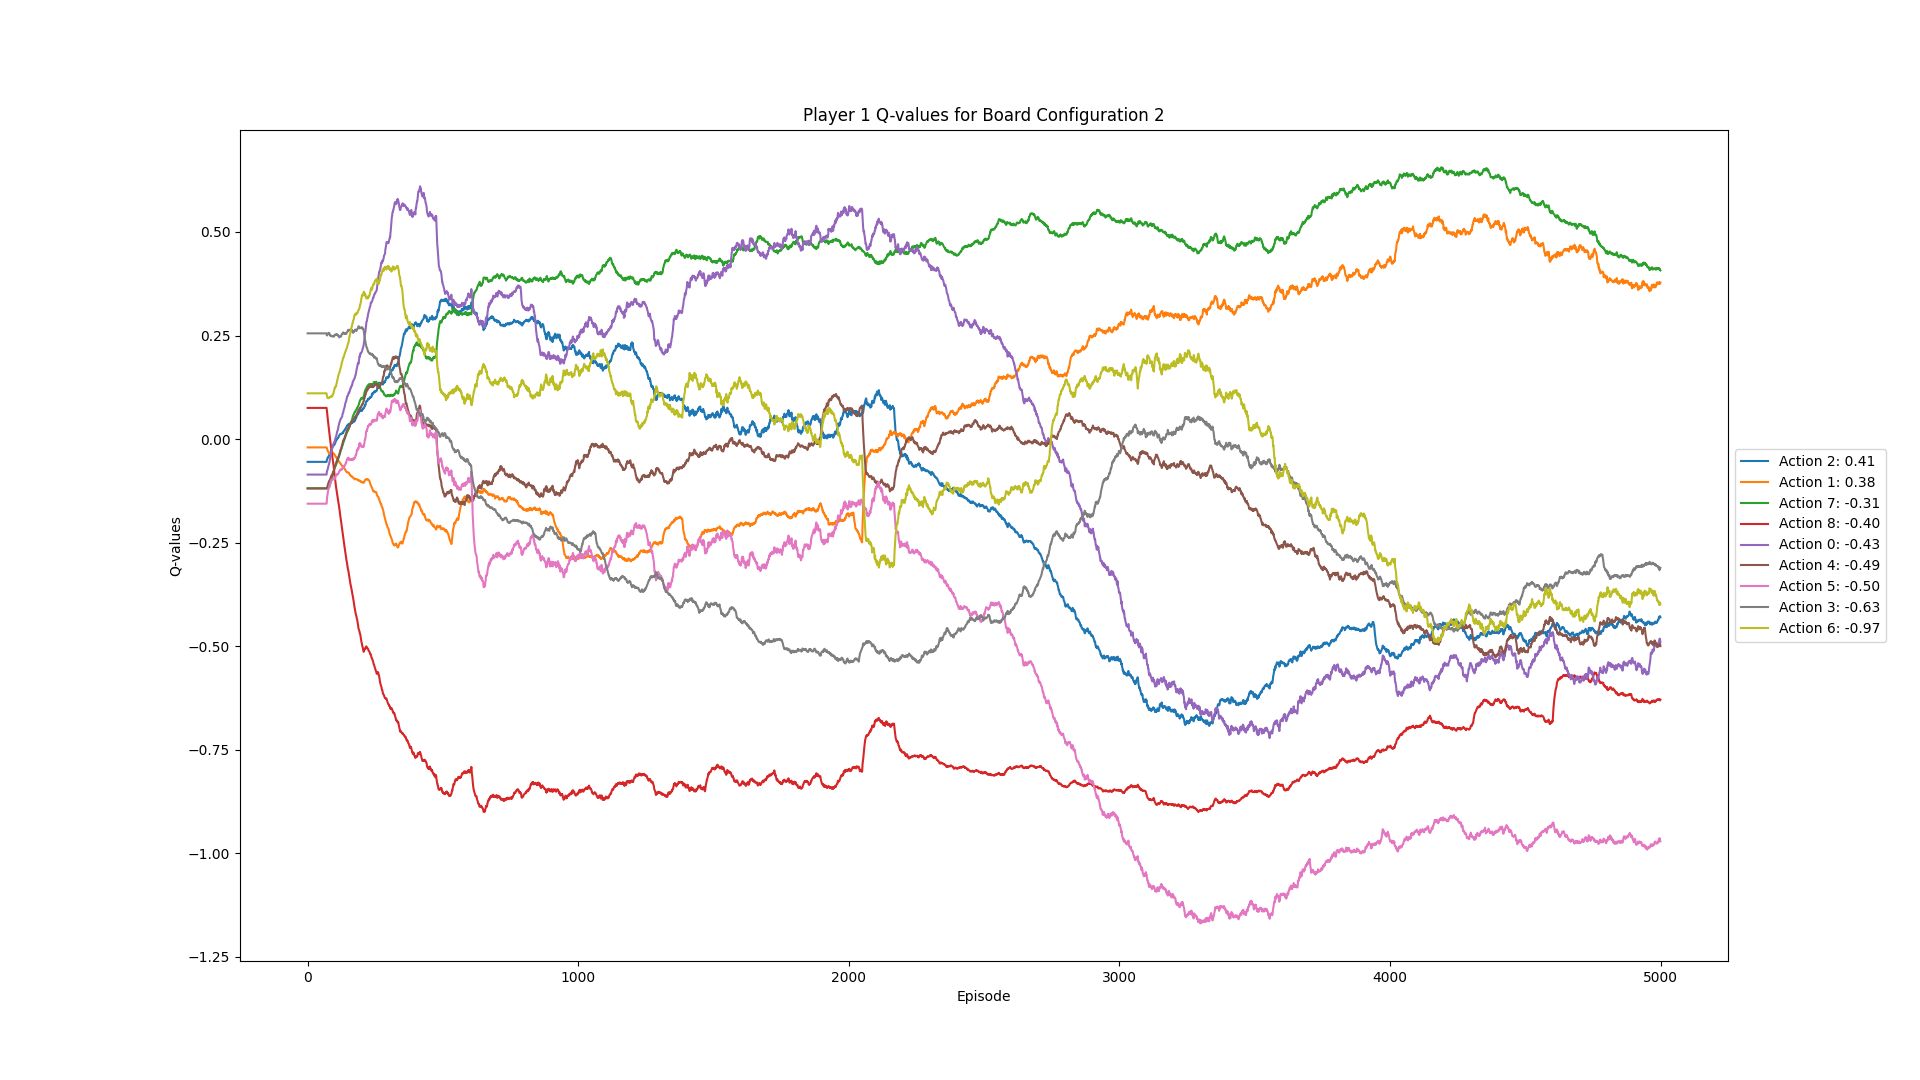 Player 1 Q-values for Board Configuration 2
0.50
0.25
0.00
−0.25
−0.50
−0.75
−1.00
−1.25
Q-values
0
1000
2000
3000
4000
5000
Episode
Action 2: 0.41
Action 1: 0.38
Action 7: -0.31
Action 8: -0.40
Action 0: -0.43
Action 4: -0.49
Action 5: -0.50
Action 3: -0.63
Action 6: -0.97